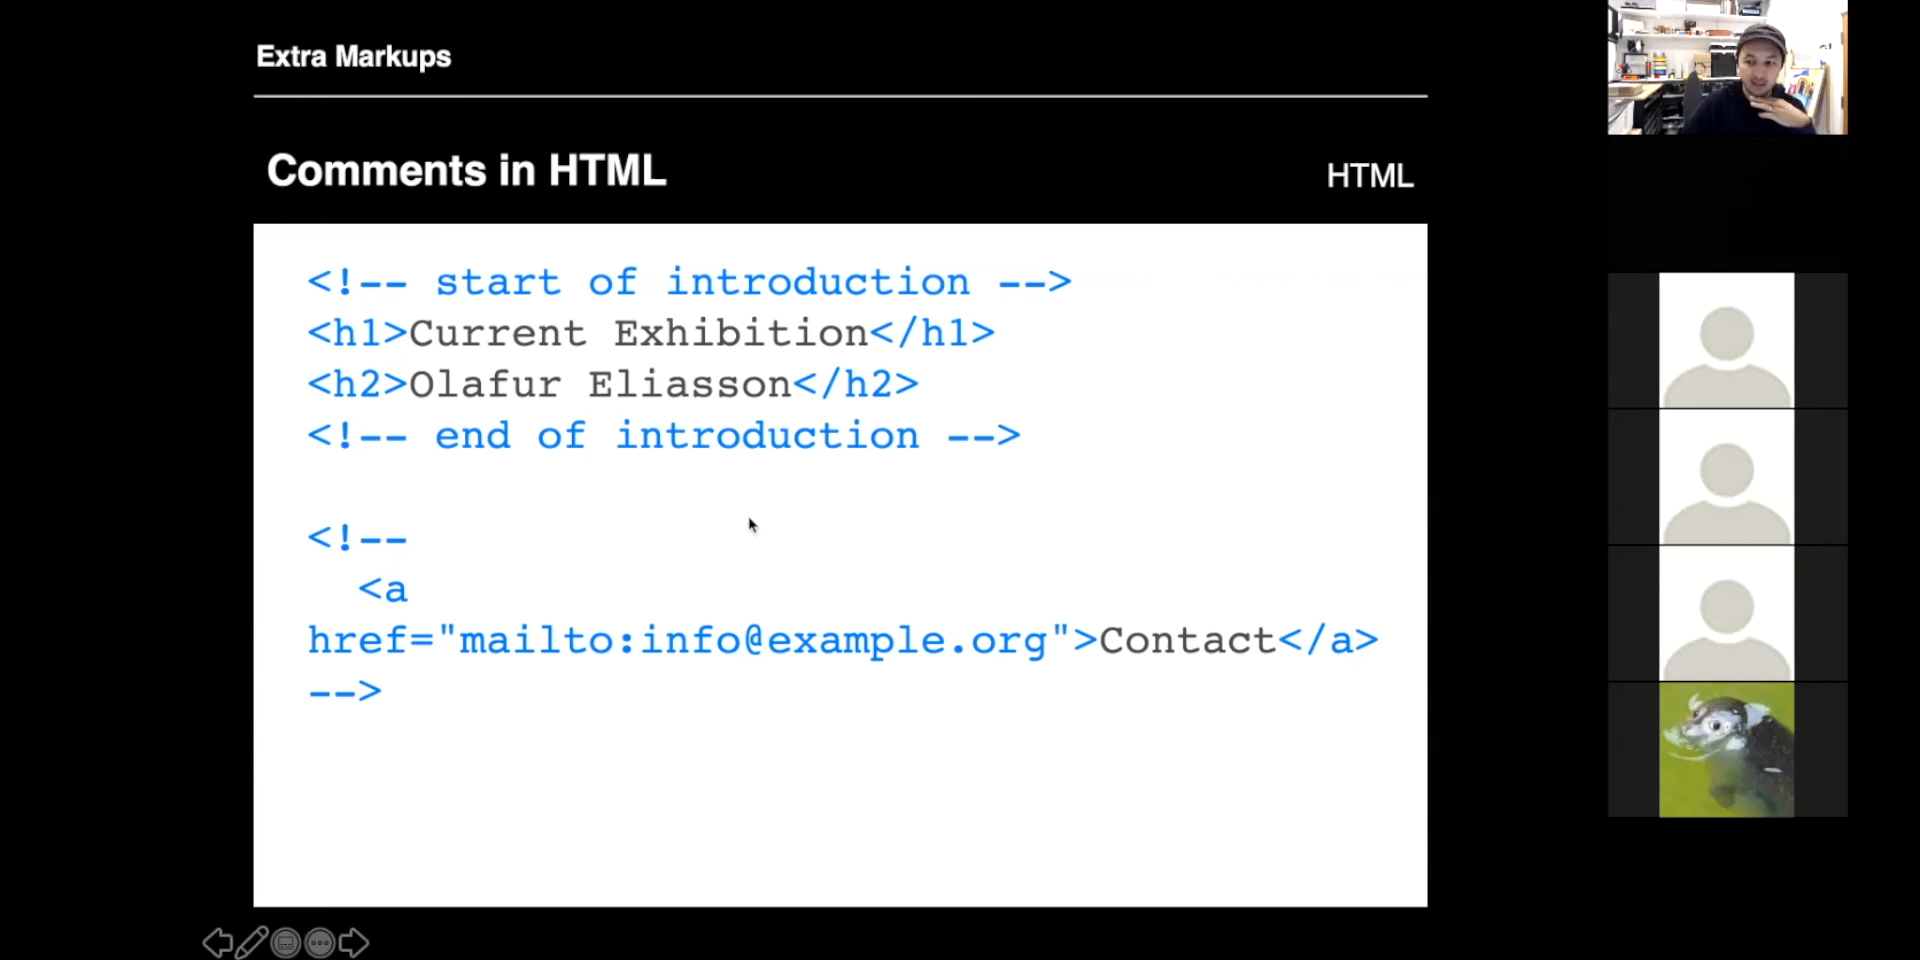 Extra Markups
Comments in HTML
HTML
<!-- start of introduction -->
<h1>Current Exhibition</h1>
<h2>Olafur Eliasson</h2>
<!-- end of introduction -->
<!--
<a
href="mailto:info@example.org">Contact</a>
-->